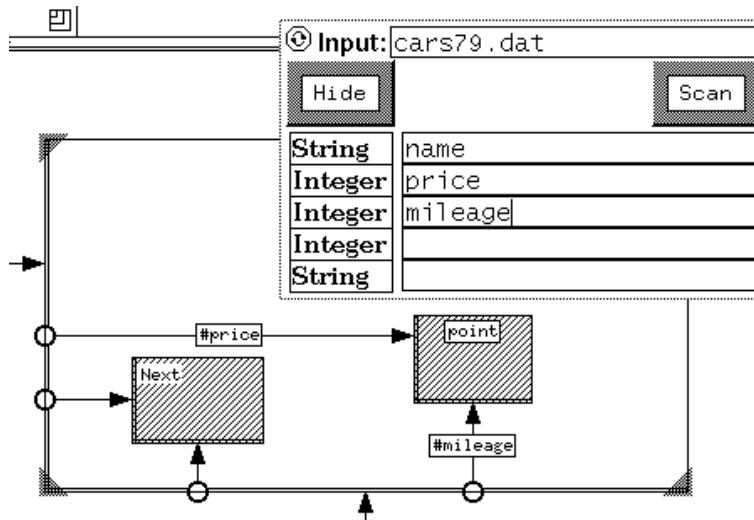 Input: cars79.dat
Hide
Scan
String name
Integer price
Integer mileage
Integer
String
#price
point
Next
#mileage